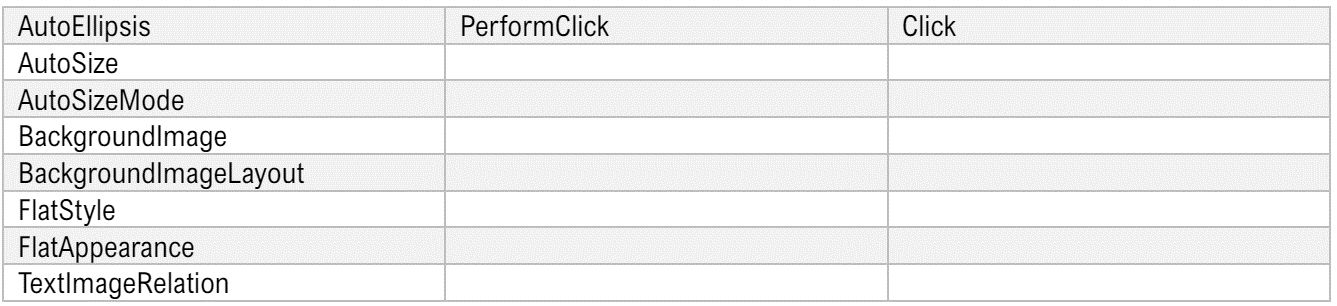 AutoEllipsis PerformClick Click
AutoSize
AutoSizeMode
BackgroundImage
BackgroundImageLayout
FlatStyle
FlatAppearance
TextImageRelation